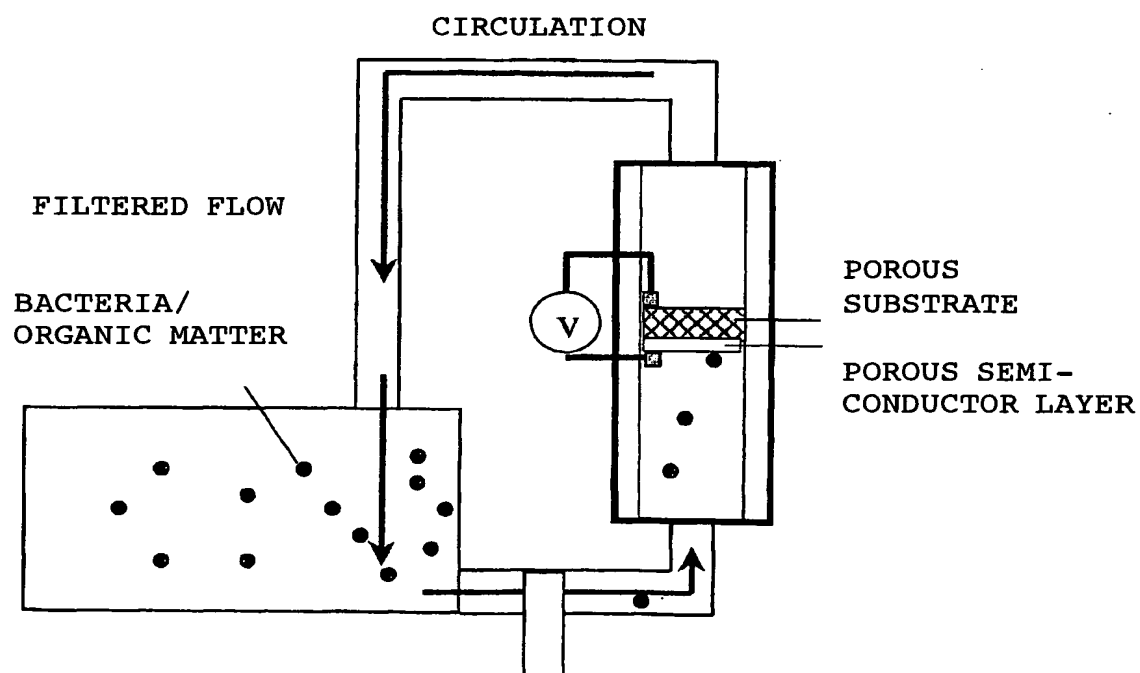 CIRCULATION
FILTERED FLOW
BACTERIA/
ORGANIC MATTER
V
POROUS
SUBSTRATE
POROUS SEMI-
CONDUCTOR LAYER